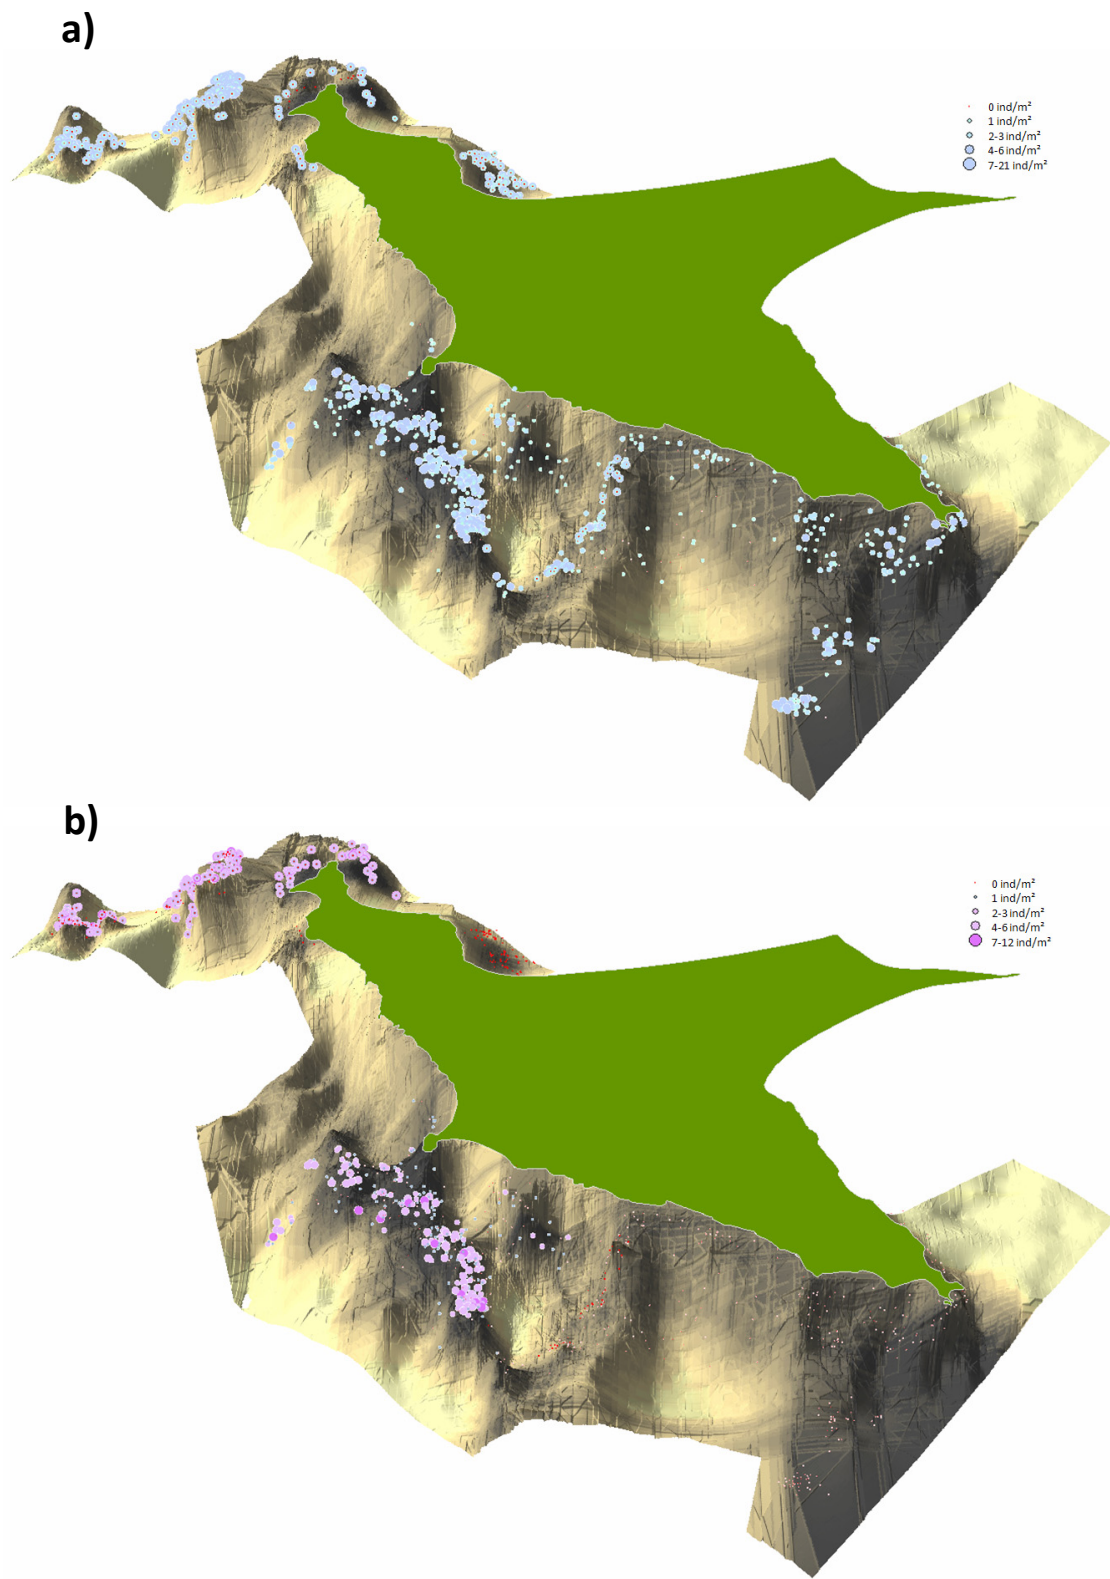 a)
0 ind/m²
1 ind/m²
2-3 ind/m²
4-6 ind/m²
7-21 ind/m²
b)
0 ind/m²
1 ind/m²
2-3 ind/m²
4-6 ind/m²
7-12 ind/m²